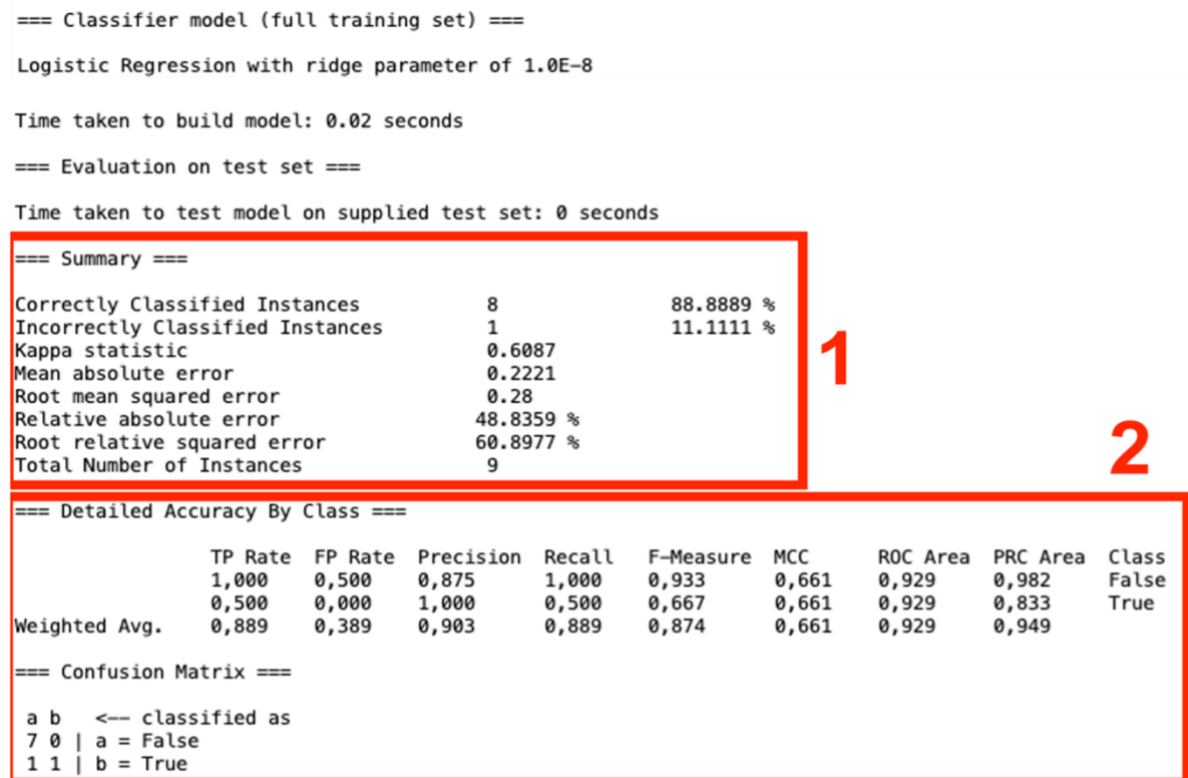 === Classifier model (full training set) ===
Logistic Regression with ridge parameter of 1.0E-8
Time taken to build model: 0.02 seconds
=== Evaluation on test set ===
Time taken to test model on supplied test set: 0 seconds
=== Summary ===
Correctly Classified Instances 8 88.8889 %
Incorrectly Classified Instances 1 11.1111 %
Kappa statistic 0.6087
Mean absolute error 0.2221
Root mean squared error 0.28
Relative absolute error 48.8359 %
Root relative squared error 60.8977 %
Total Number of Instances 9
1
2
=== Detailed Accuracy By Class ===
TP Rate FP Rate Precision Recall F-Measure MCC ROC Area PRC Area Class
1,000 0,500 0,875 1,000 0,933 0,661 0,929 0,982 False
0,500 0,000 1,000 0,500 0,667 0,661 0,929 0,833 True
Weighted Avg. 0,889 0,389 0,903 0,889 0,874 0,661 0,929 0,949
=== Confusion Matrix ===
a b <-- classified as
7 0 | a = False
1 1 | b = True